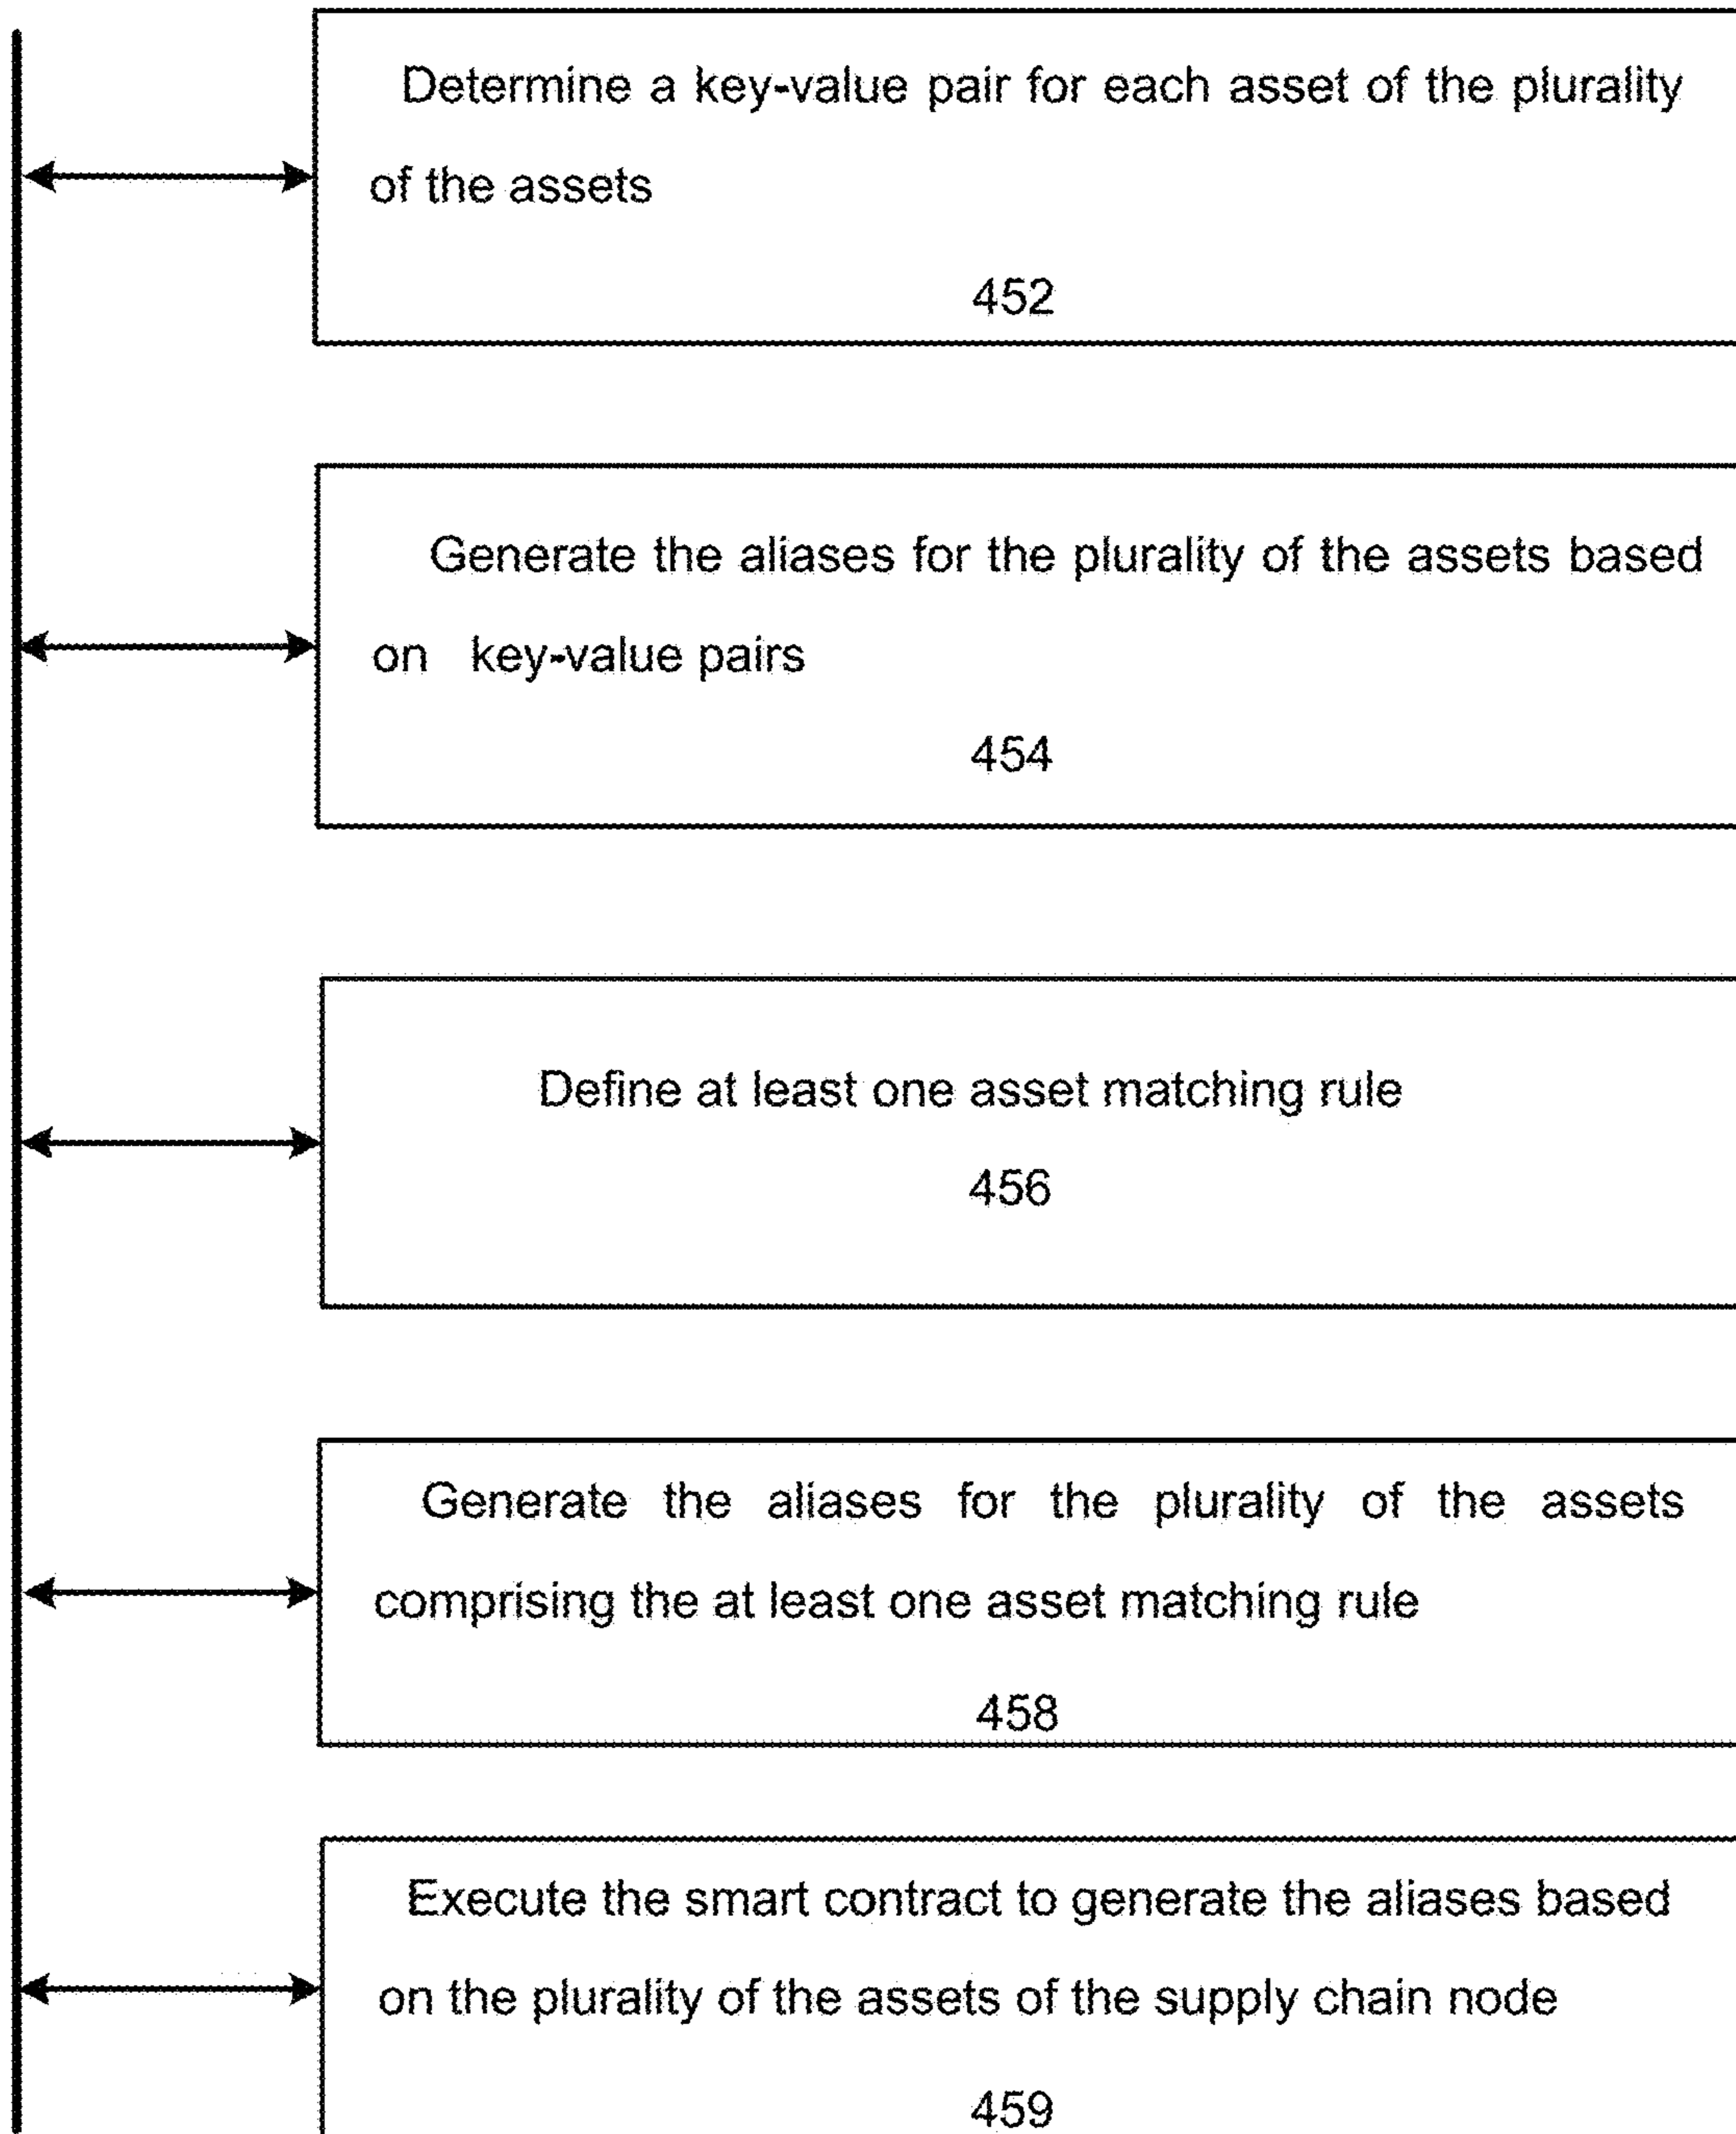 Determine a key-value pair for each asset of the plurality
of the assets
452
Generate the aliases for the plurality of the assets based
on key-value pairs
454
Define at least one asset matching rule
456
Generate the aliases for the plurality of the assets
comprising the at least one asset matching rule
458
Execute the smart contract to generate the aliases based
on the plurality of the assets of the supply chain node
459